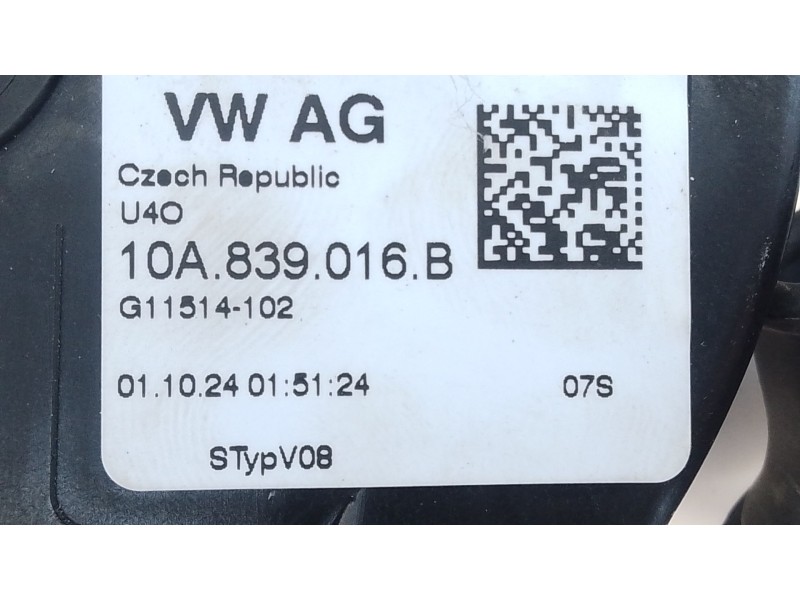 VW AG
Czech Republic
U4O
10A.839.016.B
G11514-102
01.10.24 01:51:24 07S
STypV08